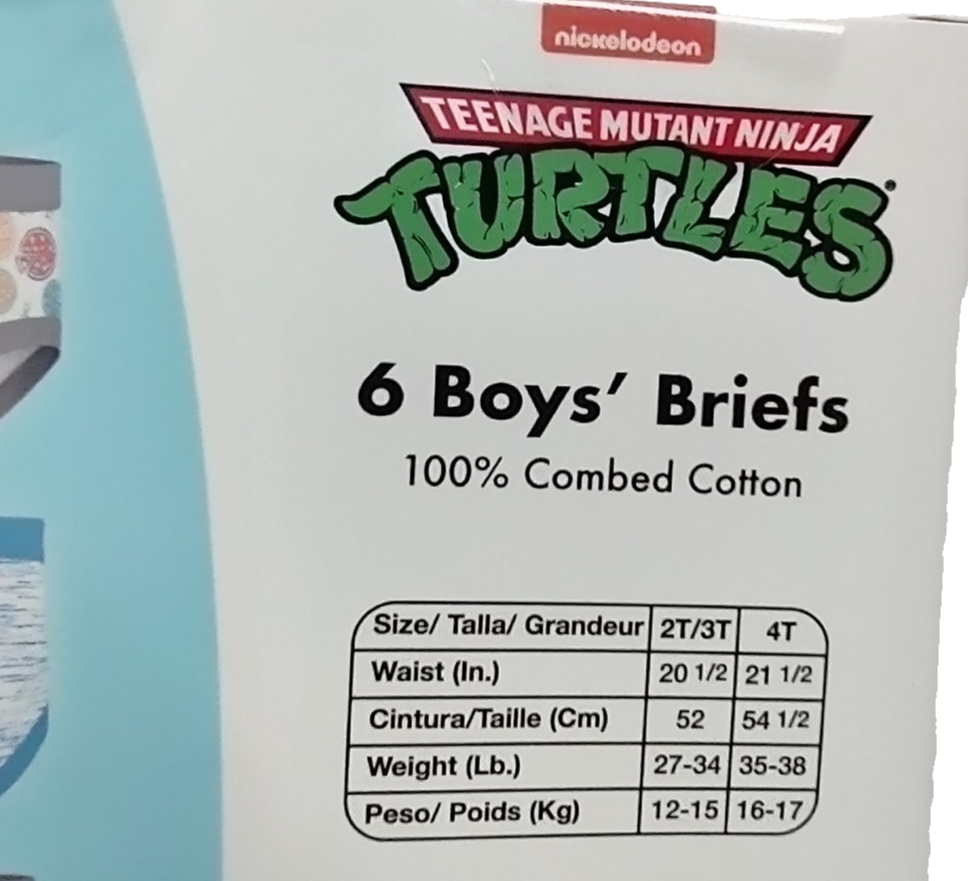 nickelodeon
TEENAGE MUTANT NINJA
TURTLES
6 Boys' Briefs
100% Combed Cotton
Size/ Talla/ Grandeur 2T/3T 4T
Waist (In.) 20 1/2 21 1/2
Cintura/Taille (Cm) 52 54 1/2
Weight (Lb.) 27-34 35-38
Peso/ Poids (Kg) 12-15 16-17